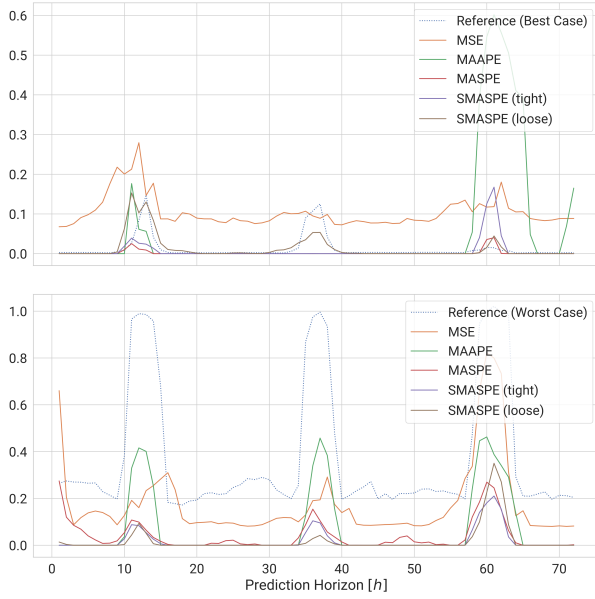 0.6
0.5
0.4
0.3
0.2
0.1
0.0
Reference (Best Case)
MSE
MAAPE
MASPE
SMASPE (tight)
SMASPE (loose)
1.0
0.8
0.6
0.4
0.2
0.0
Reference (Worst Case)
MSE
MAAPE
MASPE
SMASPE (tight)
SMASPE (loose)
0 10 20 30 40 50 60 70
Prediction Horizon [h]